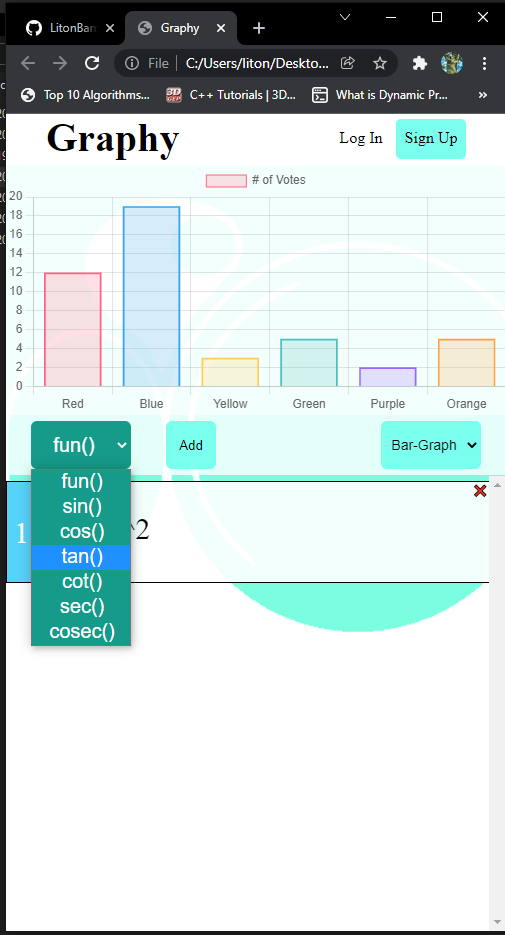 LitonBan
Graphy
File
C:/Users/liton/Deskto...
Top 10 Algorithms...
C++ Tutorials | 3D...
What is Dynamic Pr...
»
Graphy
Log In
Sign Up
# of Votes
20
18
16
14
12
10
8
6
4
2
0
Red
Blue
Yellow
Green
Purple
Orange
fun()
Add
Bar-Graph
fun()
sin()
cos()
tan()
cot()
sec()
cosec()
1
^2